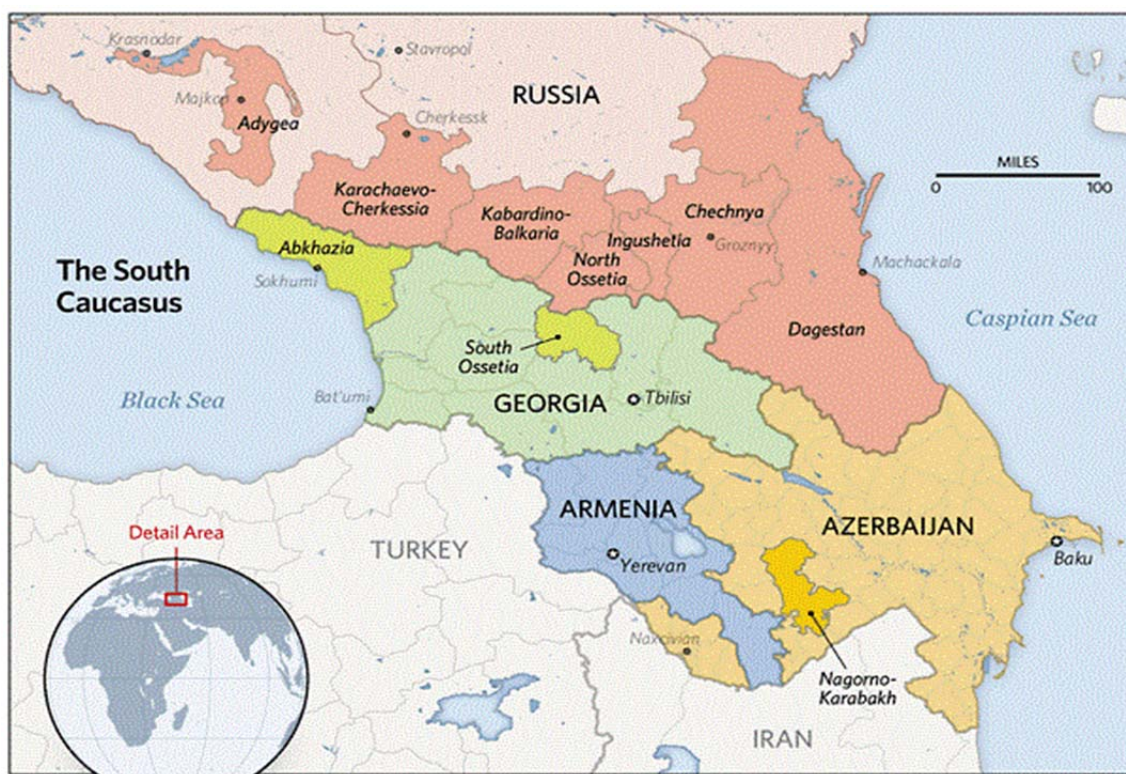 Krasnodar
Stavropol
RUSSIA
MILES
0 100
Majkop
Adygea
Cherkessk
Karachaevo-
Cherkessia
Kabardino-
Balkaria
Chechnya
Ingushetia
Groznyy
North
Ossetia
Abkhazia
Sokhumi
Machackala
The South
Caucasus
Dagestan
Caspian Sea
South
Ossetia
Black Sea
Bat'umi
GEORGIA
Tbilisi
ARMENIA
AZERBAIJAN
Detail Area
TURKEY
Yerevan
Baku
Naxcivian
Nagorno-
Karabakh
IRAN